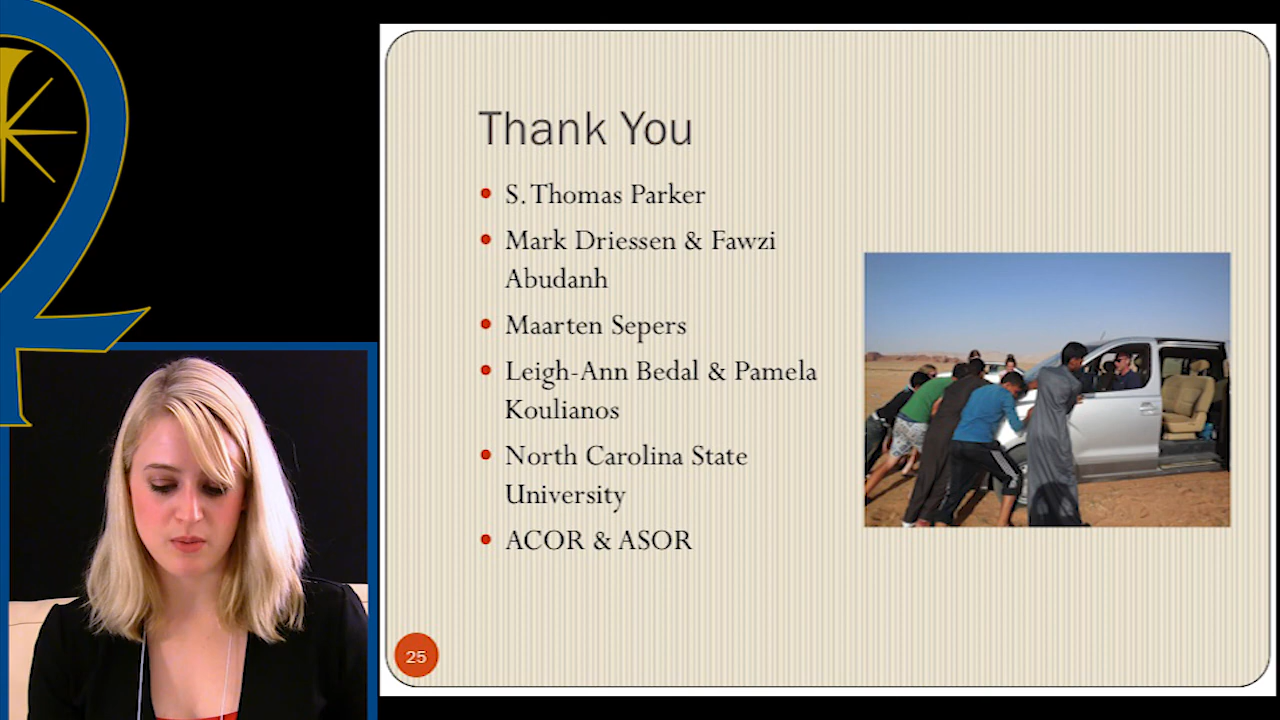 Thank You
S. Thomas Parker
Mark Driessen & Fawzi
Abudanh
Maarten Sepers
Leigh-Ann Bedal & Pamela
Koulianos
North Carolina State
University
ACOR & ASOR
25